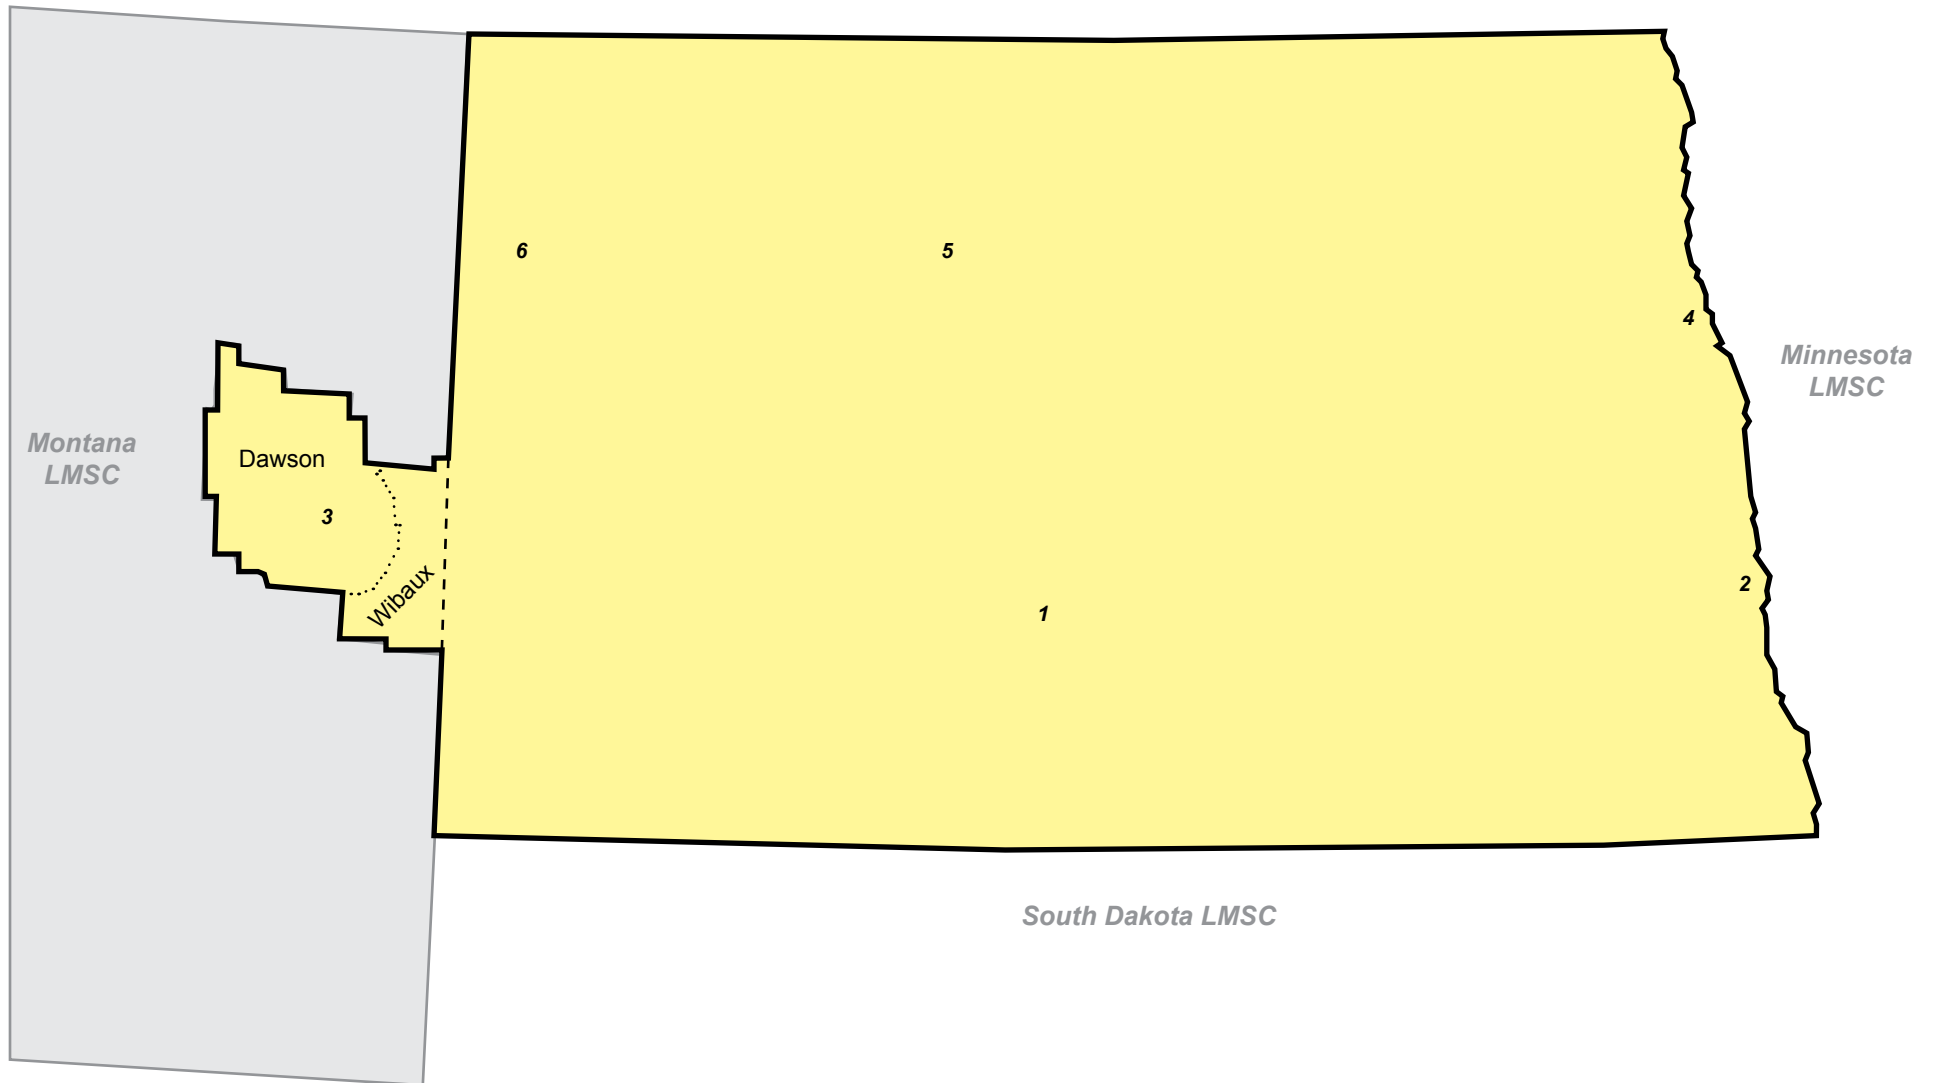 6
5
4
Minnesota
LMSC
Montana
LMSC
Dawson
3
Wibaux
2
1
South Dakota LMSC